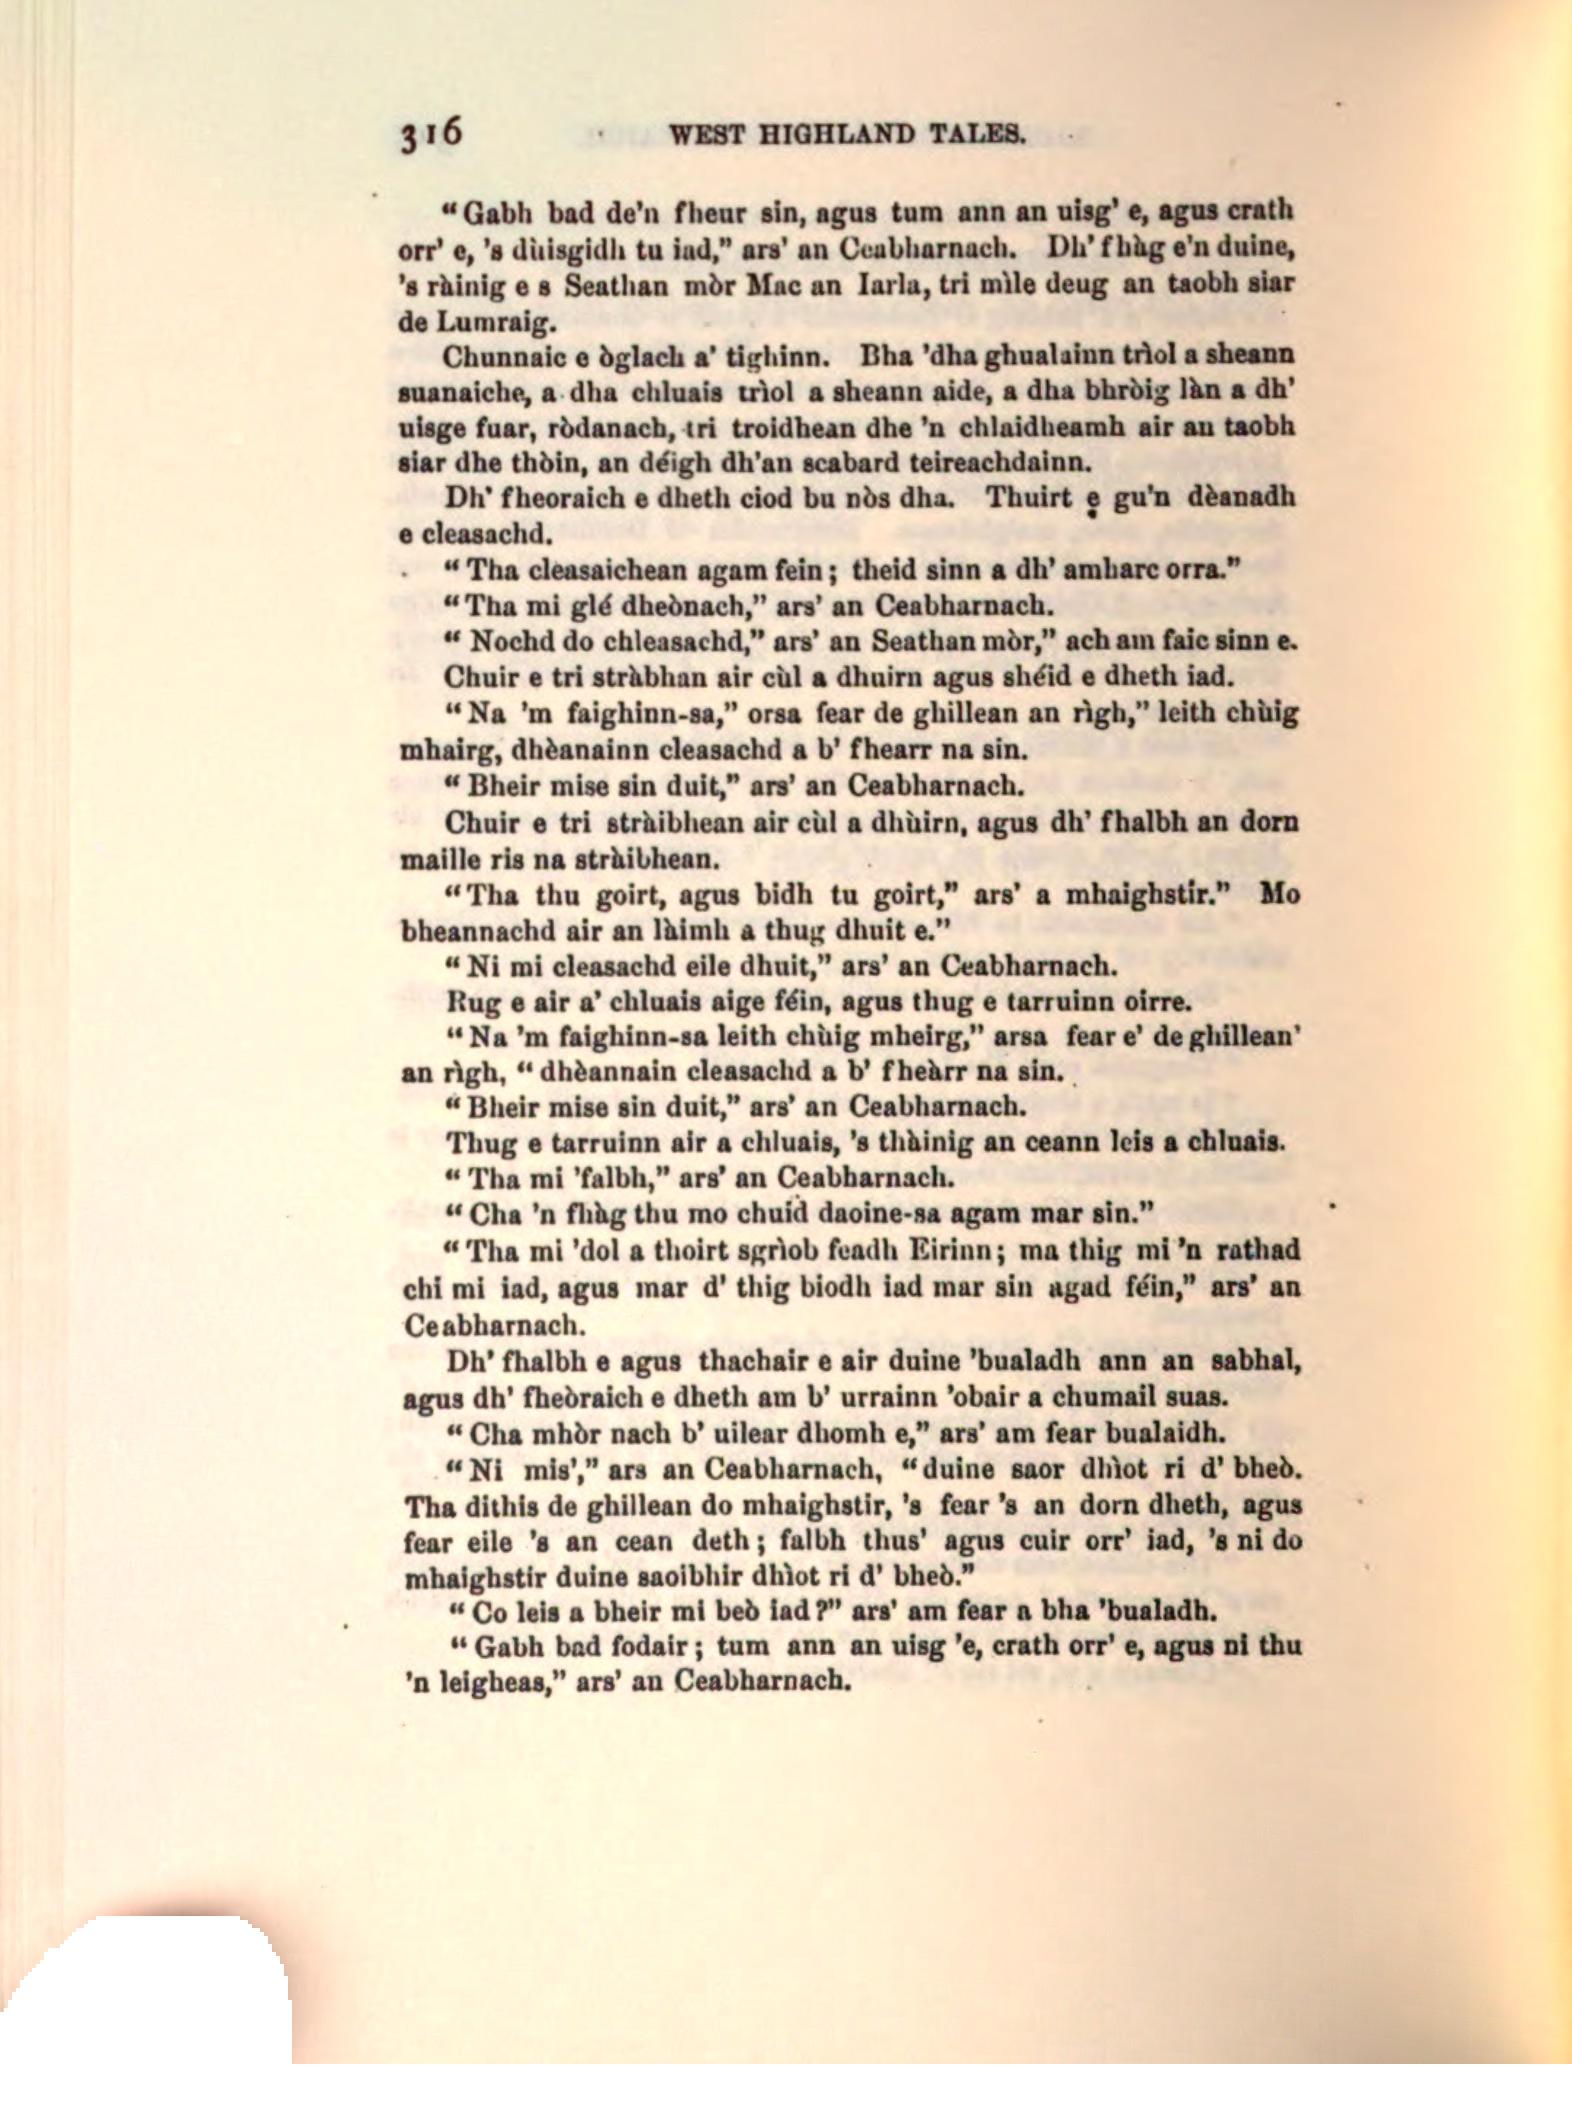 316 WEST HIGHLAND TALES.
“Gabh bad de'n fheur sin, agus tum ann an uisg' e, agus crath
orr' e, 's dùisgidh tu iad,” ars' an Ceabharnach. Dh' fhàg e'n duine,
's ràinig e s Seathan mòr Mac an Iarla, tri mìle deug an taobh siar
de Lumraig.
Chunnaic e òglach a' tighinn. Bha 'dha ghualainn trìol a sheann
suanaiche, a dha chluais trìol a sheann aide, a dha bhròig làn a dh'
uisge fuar, ròdanach, tri troidhean dhe 'n chlaidheamh air an taobh
siar dhe thòin, an déigh dh'an scabard teireachdainn.
Dh' fheoraich e dheth ciod bu nòs dha. Thuirt e gu'n dèanadh
e cleasachd.
“Tha cleasaichean agam fein; theid sinn a dh' amharc orra.”
“Tha mi glé dheònach,” ars' an Ceabharnach.
“Nochd do chleasachd,” ars' an Seathan mòr,” ach am faic sinn e.
Chuir e tri stràbhan air cùl a dhuirn agus shéid e dheth iad.
“Na 'm faighinn-sa,” orsa fear de ghillean an rìgh,” leith chùig
mhairg, dhèanainn cleasachd a b' fhearr na sin.
“Bheir mise sin duit,” ars' an Ceabharnach.
Chuir e tri stràibhean air cùl a dhùirn, agus dh' fhalbh an dorn
maille ris na stràibhean.
“Tha thu goirt, agus bidh tu goirt,” ars' a mhaighstir.” Mo
bheannachd air an làimh a thug dhuit e.”
“Ni mi cleasachd eile dhuit,” ars' an Ceabharnach.
Rug e air a' chluais aige féin, agus thug e tarruinn oirre.
“Na 'm faighinn-sa leith chùig mheirg,” arsa fear e' de ghillean'
an rìgh, “dhèannain cleasachd a b' fheàrr na sin.
“Bheir mise sin duit,” ars' an Ceabharnach.
Thug e tarruinn air a chluais, 's thàinig an ceann leis a chluais.
“Tha mi 'falbh,” ars' an Ceabharnach.
“Cha 'n fhàg thu mo chuid daoine-sa agam mar sin.”
“Tha mi 'dol a thoirt sgrìob feadh Eirinn; ma thig mi 'n rathad
chi mi iad, agus mar d' thig biodh iad mar sin agad féin,” ars' an
Ceabharnach.
Dh' fhalbh e agus thachair e air duine 'bualadh ann an sabhal,
agus dh' fheòraich e dheth am b' urrainn 'obair a chumail suas.
“Cha mhòr nach b' uilear dhomh e,” ars' am fear bualaidh.
“Ni mis',” ars an Ceabharnach, “duine saor dhìot ri d' bheò.
Tha dithis de ghillean do mhaighstir, 's fear 's an dorn dheth, agus
fear eile 's an cean deth; falbh thus' agus cuir orr' iad, 's ni do
mhaighstir duine saoibhir dhìot ri d' bheò.”
“Co leis a bheir mi beò iad?” ars' am fear a bha 'bualadh.
“Gabh bad fodair; tum ann an uisg 'e, crath orr' e, agus ni thu
'n leigheas,” ars' an Ceabharnach.